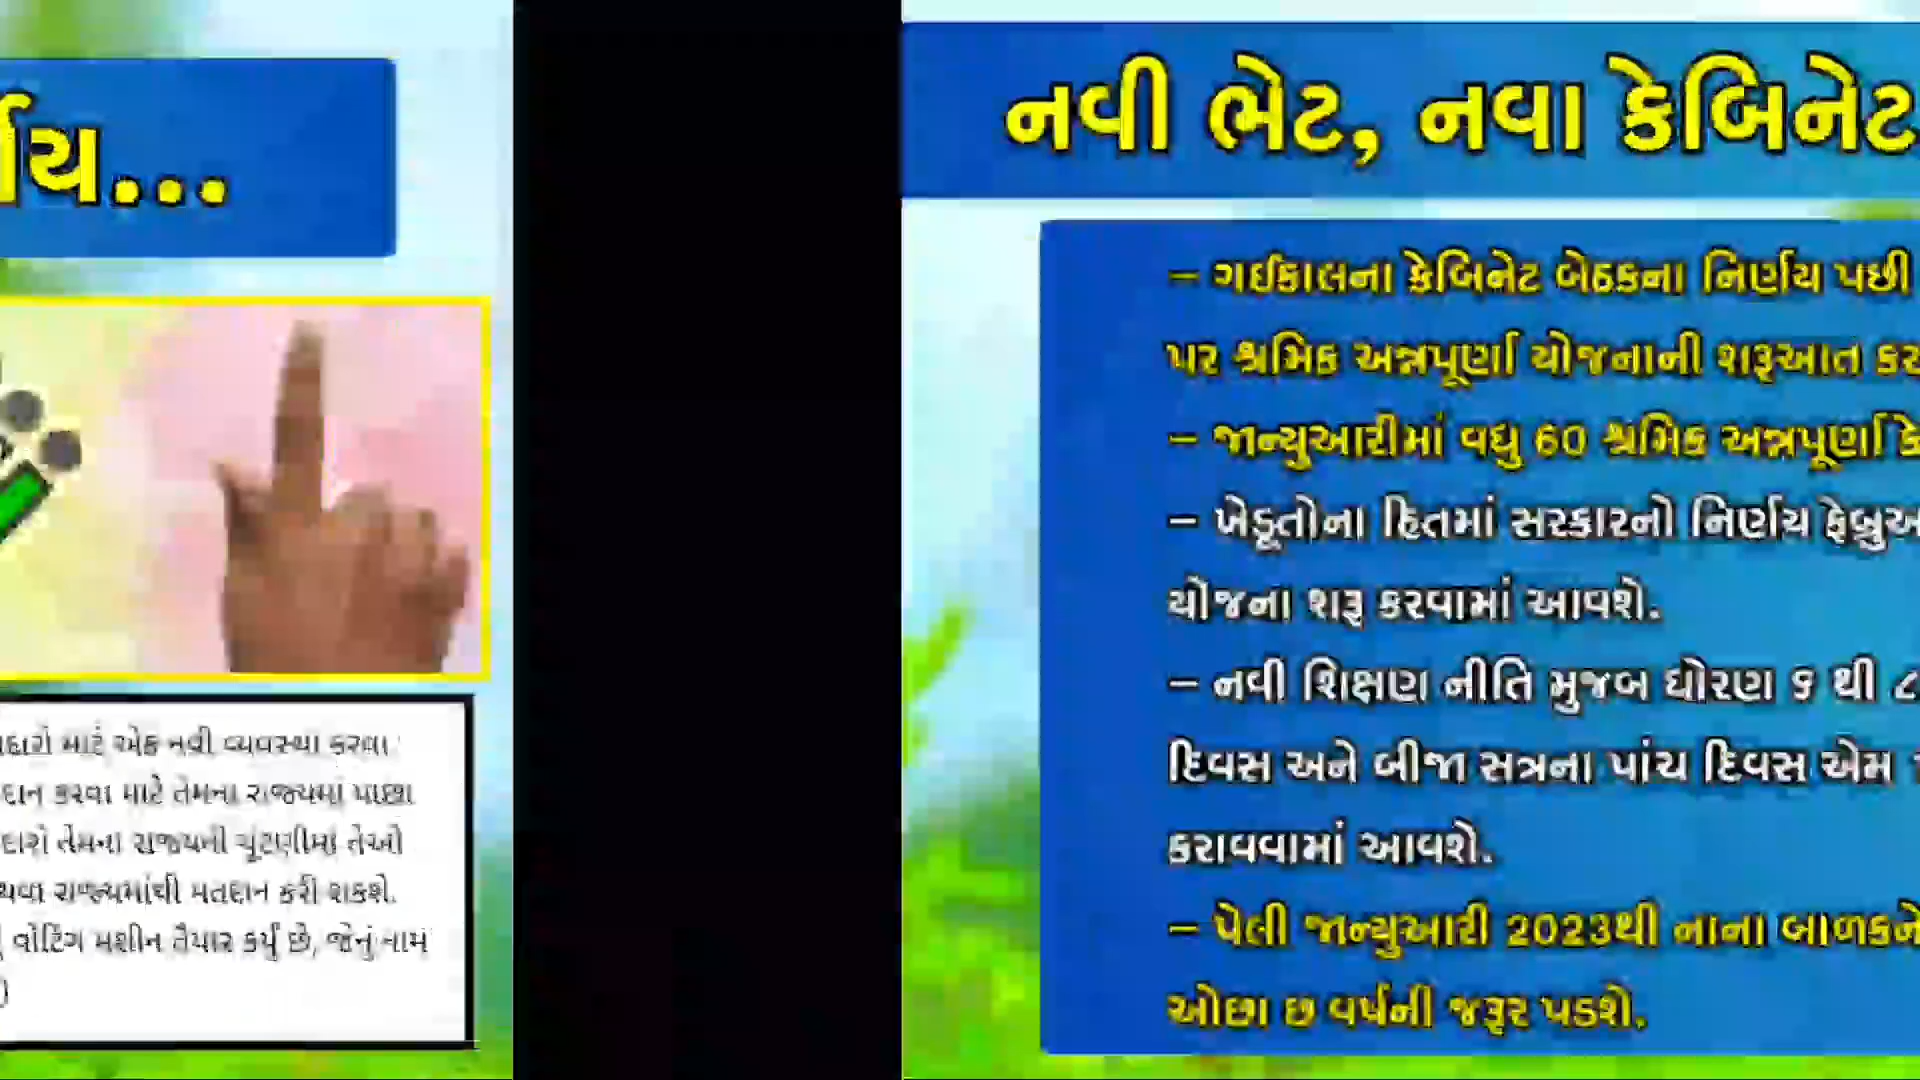 ર્ણય...
માટે એક નવી વ્યવસ્થા કરવા
કરવા માટે તેમના રાજ્યમાં પાછા
તેમના રાજ્યની ચૂંટણીમાં તેઓ
રાજ્યમાંથી મતદાન કરી શકશે.
વોટિંગ મશીન તૈયાર કર્યું છે, જેનું નામ
નવી ભેટ, નવા કેબિનેટ
– ગઈકાલના કેબિનેટ બેઠકના નિર્ણય પછી
પર શ્રમિક અન્નપૂર્ણા યોજનાની શરૂઆત કર
– જાન્યુઆરીમાં વધુ 60 શ્રમિક અન્નપૂર્ણા કે
– ખેડૂતોના હિતમાં સરકારનો નિર્ણય ફેબ્રુઆ
યોજના શરૂ કરવામાં આવશે.
– નવી શિક્ષણ નીતિ મુજબ ધોરણ ૬ થી ૮
દિવસ અને બીજા સત્રના પાંચ દિવસ એમ
કરાવવામાં આવશે.
– પેલી જાન્યુઆરી 2023થી નાના બાળકને
ઓછા છ વર્ષની જરૂર પડશે.